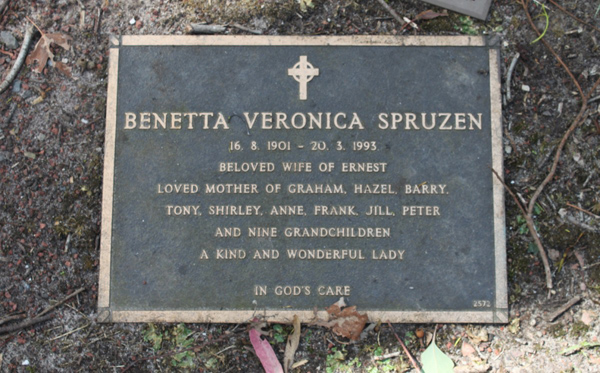 BENETTA VERONICA SPRUZEN
16. 8. 1901 - 20. 3. 1993
BELOVED WIFE OF ERNEST
LOVED MOTHER OF GRAHAM, HAZEL, BARRY,
TONY, SHIRLEY, ANNE, FRANK, JILL, PETER
AND NINE GRANDCHILDREN
A KIND AND WONDERFUL LADY
IN GOD'S CARE
2572